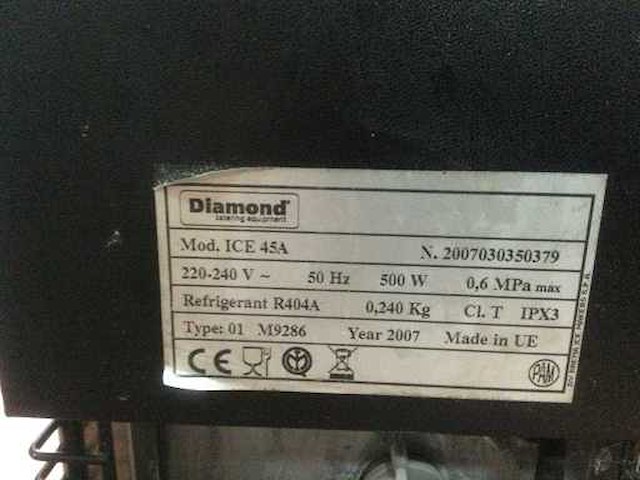 Diamond
catering equipment
Mod. ICE 45A N. 2007030350379
220-240 V ~ 50 Hz 500 W 0,6 MPa max
Refrigerant R404A 0,240 Kg Cl. T IPX3
Type: 01 M9286 Year 2007 Made in UE
CE
PAM